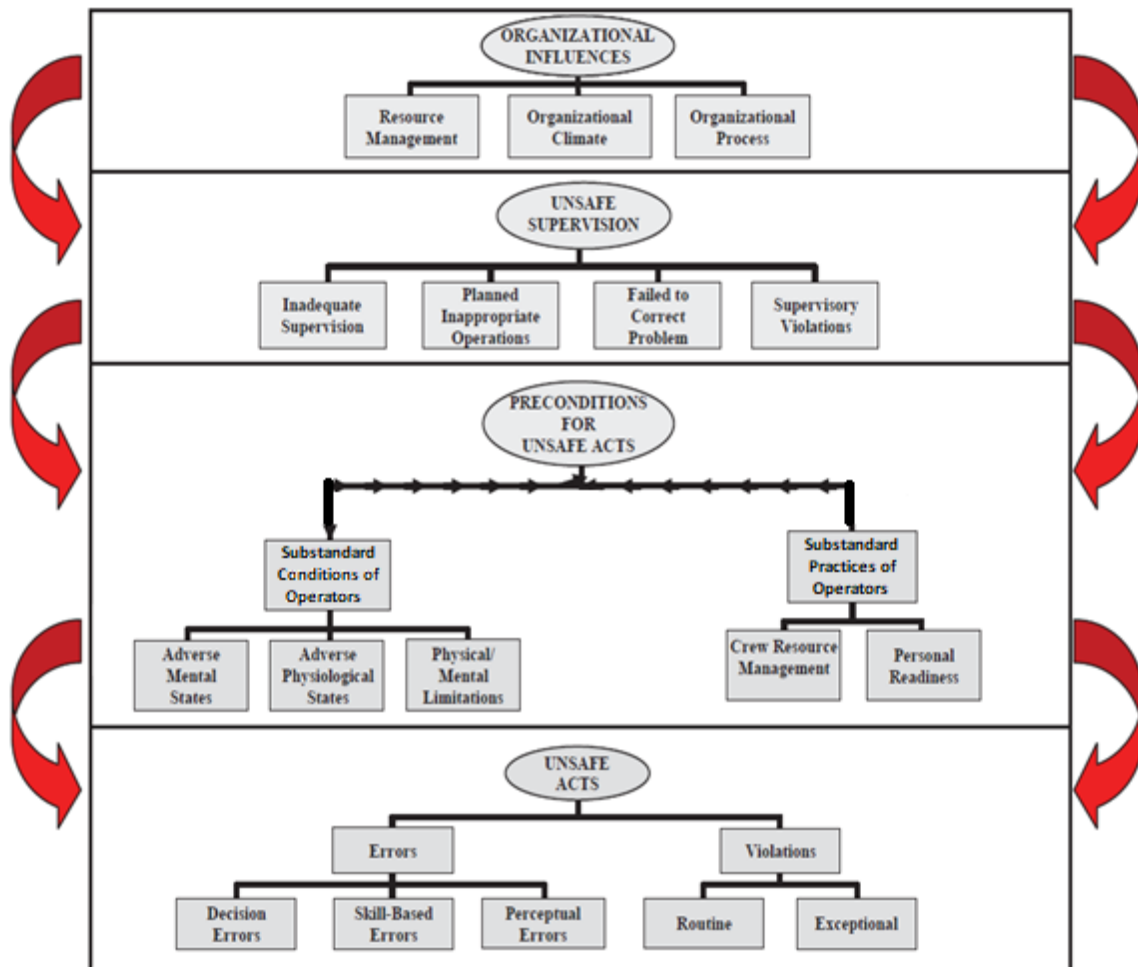 ORGANIZATIONAL
INFLUENCES
Resource
Management
Organizational
Climate
Organizational
Process
UNSAFE
SUPERVISION
Inadequate
Supervision
Planned
Inappropriate
Operations
Failed to
Correct
Problem
Supervisory
Violations
PRECONDITIONS
FOR
UNSAFE ACTS
Substandard
Conditions of
Operators
Substandard
Practices of
Operators
Adverse
Mental
States
Adverse
Physiological
States
Physical/
Mental
Limitations
Crew Resource
Management
Personal
Readiness
UNSAFE
ACTS
Errors
Violations
Decision
Errors
Skill-Based
Errors
Perceptual
Errors
Routine
Exceptional